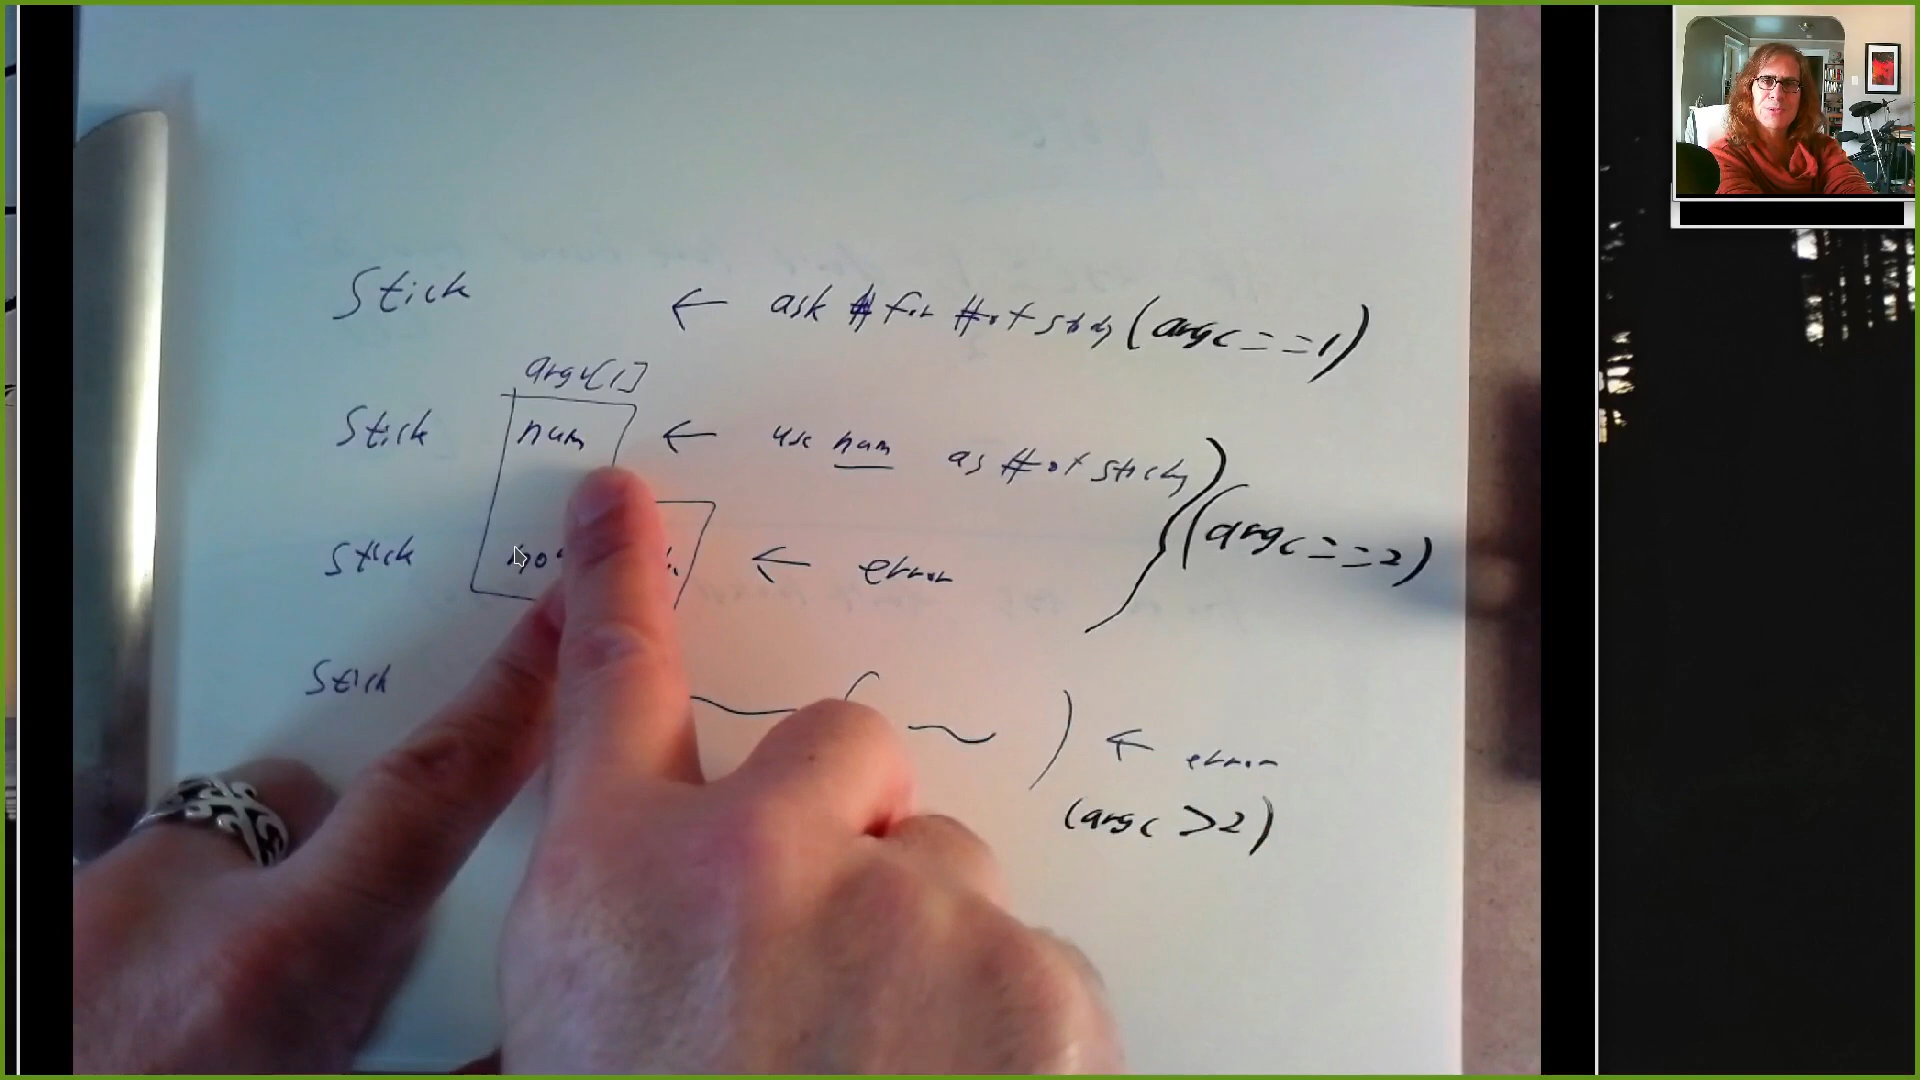 Stick ← ask # for # of sticks (argc == 1)
argv[1]
Stick num ← use num as # of sticks
(argc == 2)
Stick ← error
Stick ← error
(argc > 2)